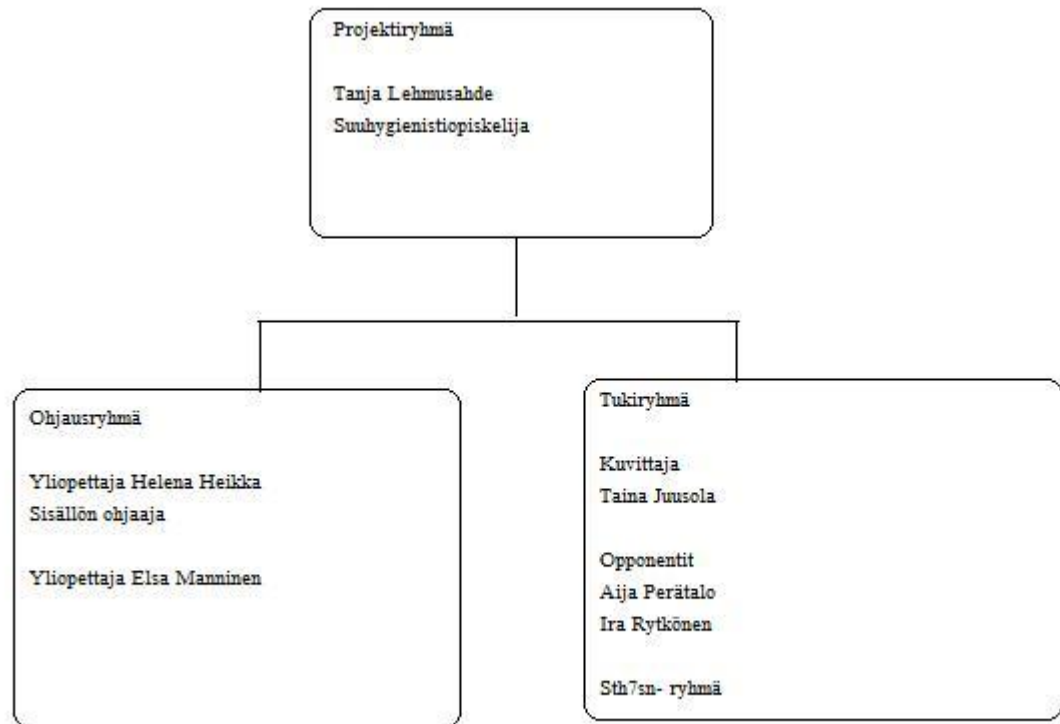 Projektiryhmä
Tanja Lehmusahde
Suuhygienistiopiskelija
Ohjausryhmä
Yliopettaja Helena Heikka
Sisällön ohjaaja
Yliopettaja Elsa Manninen
Tukiryhmä
Kuvittaja
Taina Juusola
Opponentit
Aija Perätalo
Ira Rytkönen
Sth7sn- ryhmä